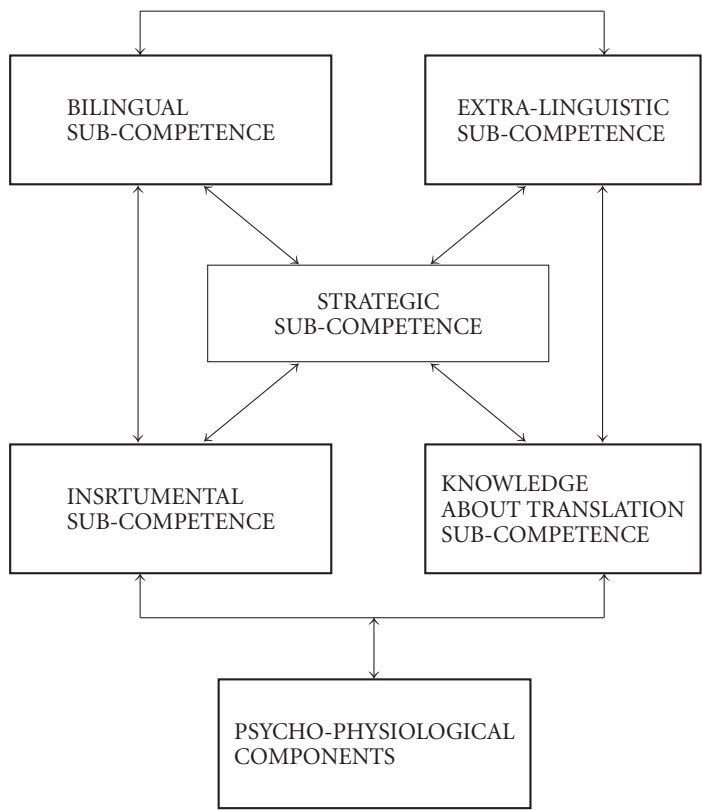 BILINGUAL
SUB-COMPETENCE
EXTRA-LINGUISTIC
SUB-COMPETENCE
STRATEGIC
SUB-COMPETENCE
INSRTUMENTAL
SUB-COMPETENCE
KNOWLEDGE
ABOUT TRANSLATION
SUB-COMPETENCE
PSYCHO-PHYSIOLOGICAL
COMPONENTS